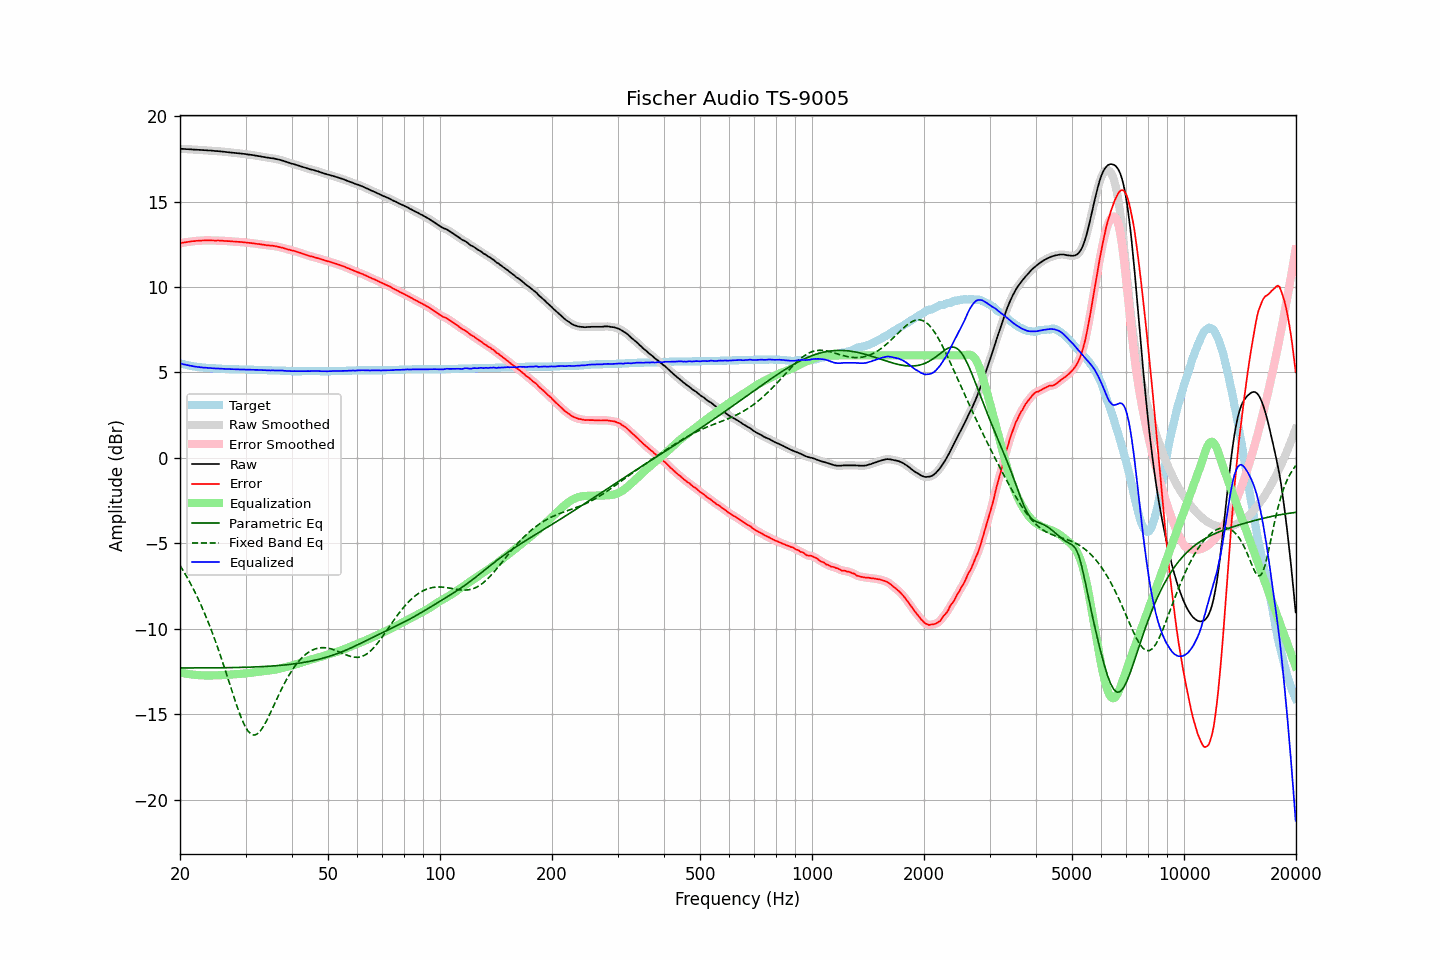 Fischer Audio TS-9005
20
15
10
5
0
−5
−10
−15
−20
Amplitude (dBr)
Target
Raw Smoothed
Error Smoothed
Raw
Error
Equalization
Parametric Eq
Fixed Band Eq
Equalized
20 50 100 200 500 1000 2000 5000 10000 20000
Frequency (Hz)